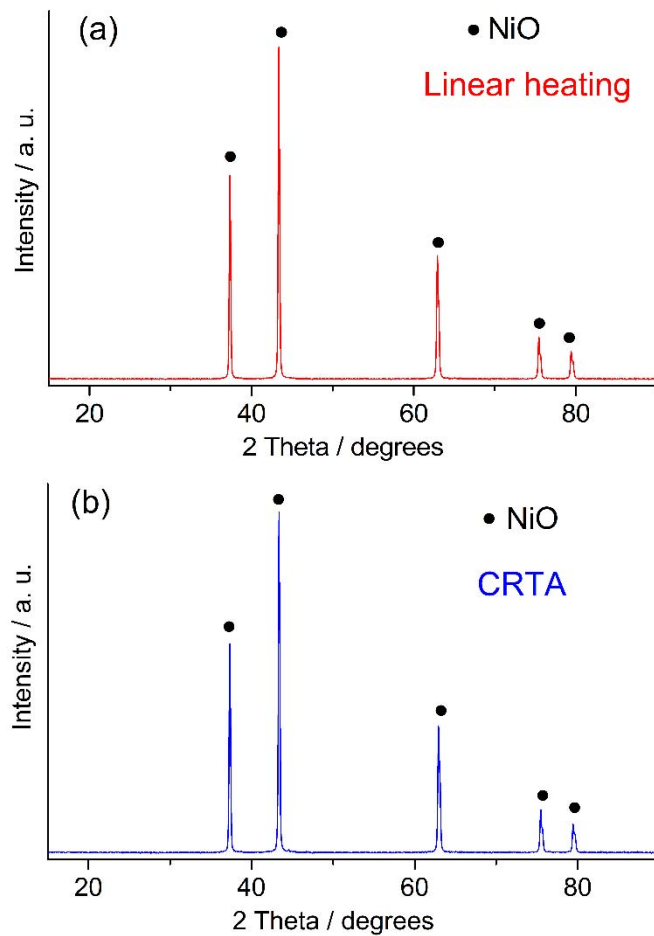 (a)
● NiO
Linear heating
Intensity / a. u.
20 40 60 80
2 Theta / degrees
(b)
● NiO
CRTA
Intensity / a. u.
20 40 60 80
2 Theta / degrees